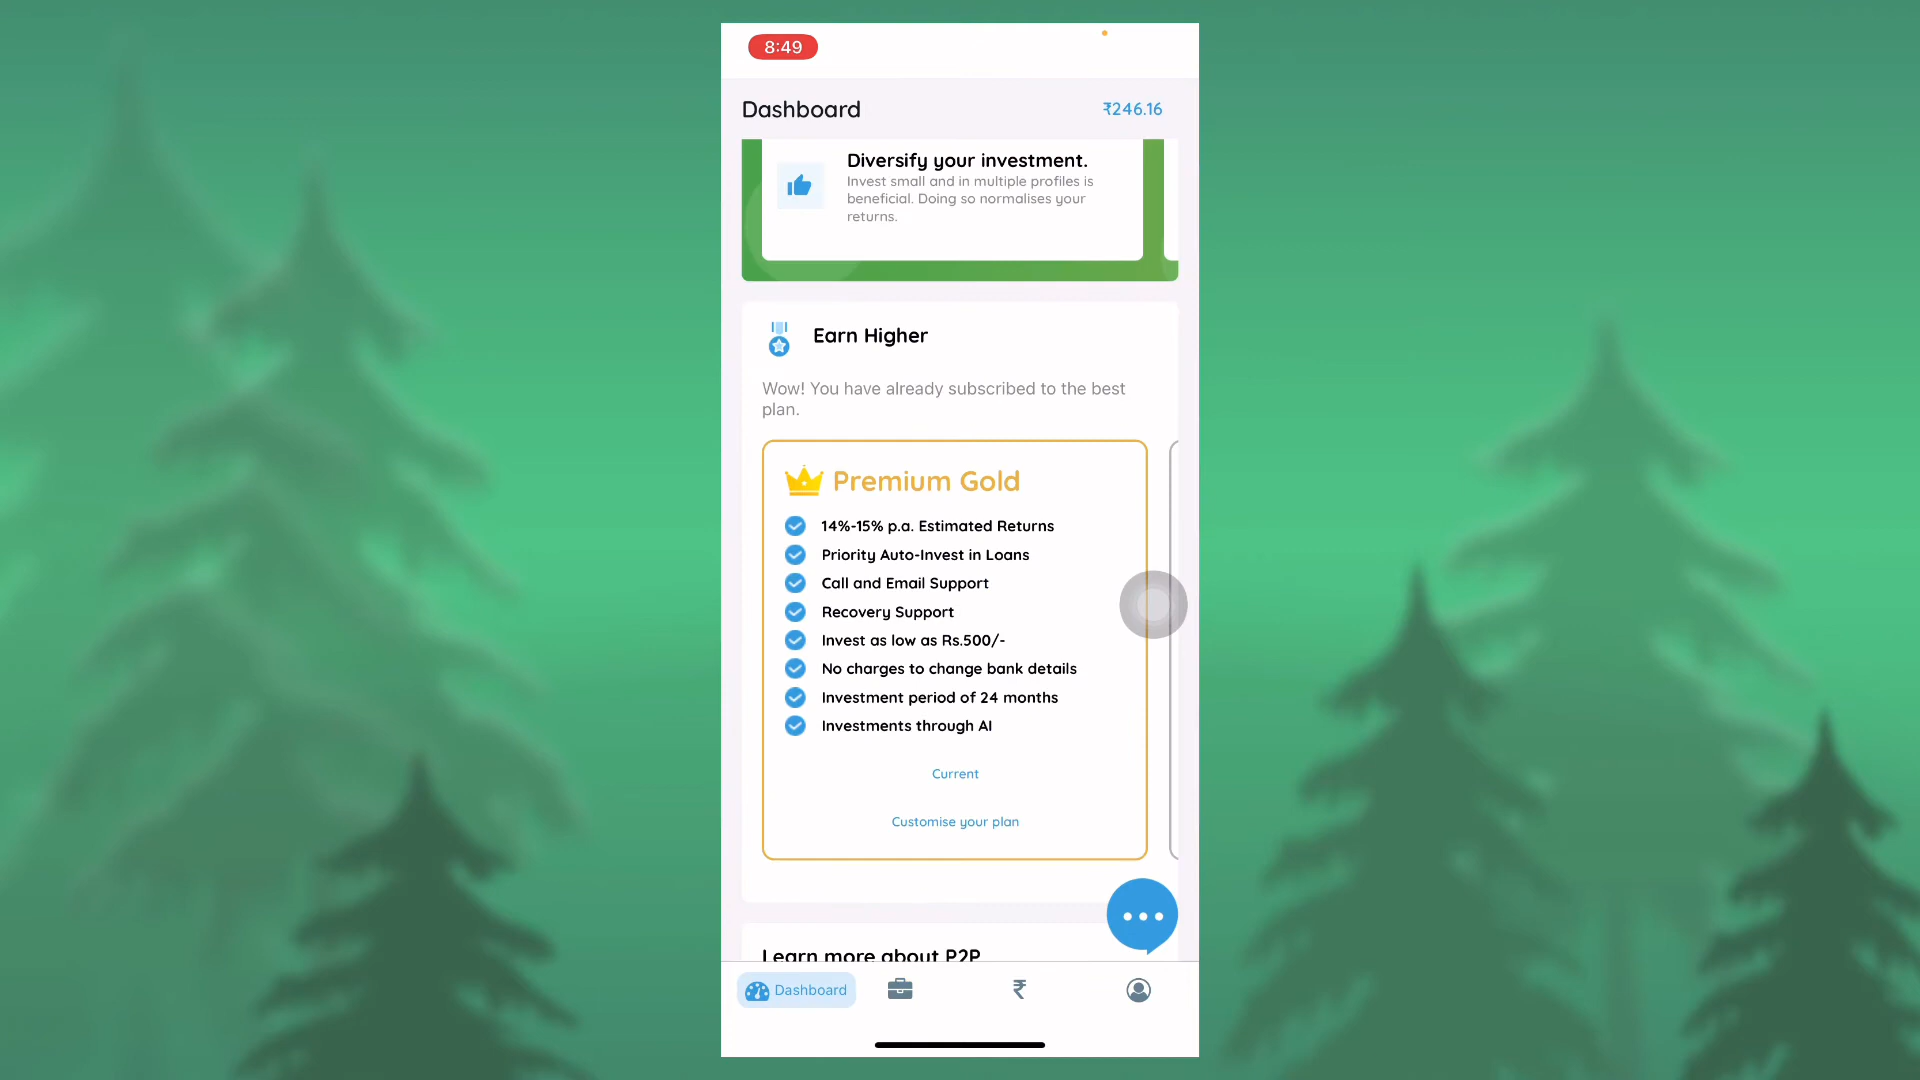 8:49
Dashboard
₹246.16
Diversify your investment.
Invest small and in multiple profiles is
beneficial. Doing so normalises your
returns.
Earn Higher
Wow! You have already subscribed to the best
plan.
Premium Gold
14%-15% p.a. Estimated Returns
Priority Auto-Invest in Loans
Call and Email Support
Recovery Support
Invest as low as Rs.500/-
No charges to change bank details
Investment period of 24 months
Investments through AI
Current
Customise your plan
Learn more about P2P
Dashboard
₹